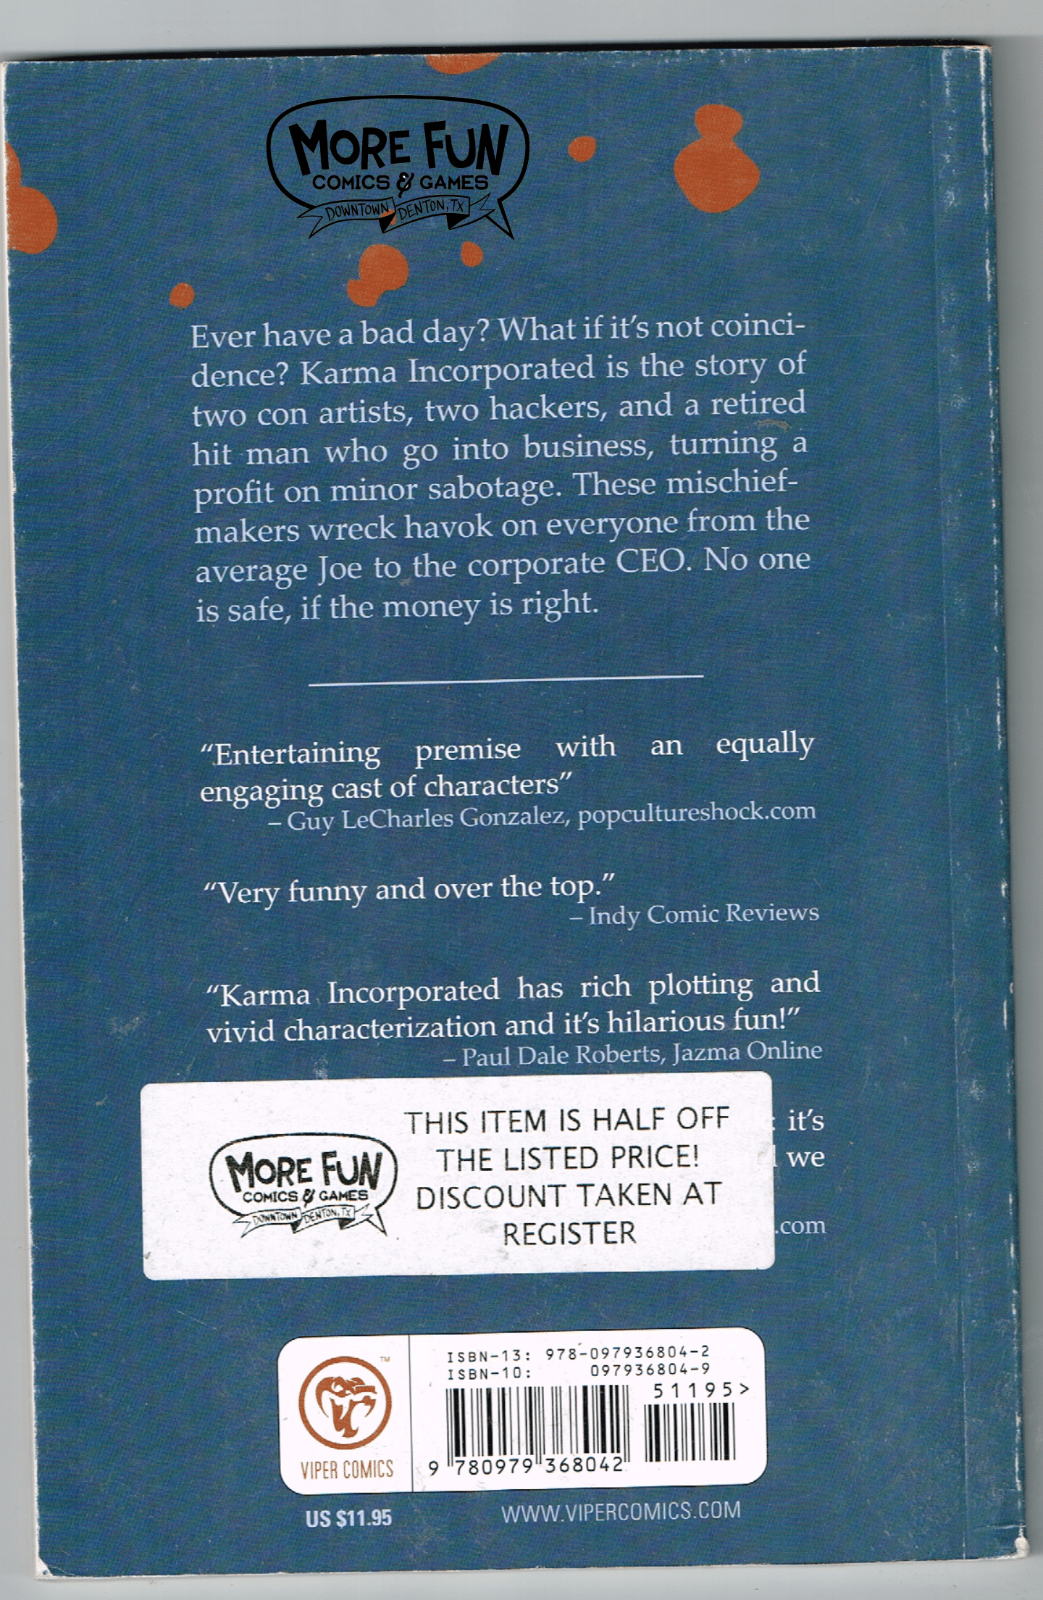 MORE FUN
COMICS & GAMES
DOWNTOWN DENTON, TX
Ever have a bad day? What if it's not coinci-
dence? Karma Incorporated is the story of
two con artists, two hackers, and a retired
hit man who go into business, turning a
profit on minor sabotage. These mischief-
makers wreck havok on everyone from the
average Joe to the corporate CEO. No one
is safe, if the money is right.
“Entertaining premise with an equally
engaging cast of characters”
– Guy LeCharles Gonzalez, popcultureshock.com
“Very funny and over the top.”
– Indy Comic Reviews
“Karma Incorporated has rich plotting and
vivid characterization and it's hilarious fun!”
– Paul Dale Roberts, Jazma Online
: it's
we
.com
MORE FUN
COMICS & GAMES
DOWNTOWN DENTON, TX
THIS ITEM IS HALF OFF
THE LISTED PRICE!
DISCOUNT TAKEN AT
REGISTER
ISBN-13: 978-097936804-2
ISBN-10: 097936804-9
51195>
9 780979 368042
TM
VIPER COMICS
US $11.95
WWW.VIPERCOMICS.COM